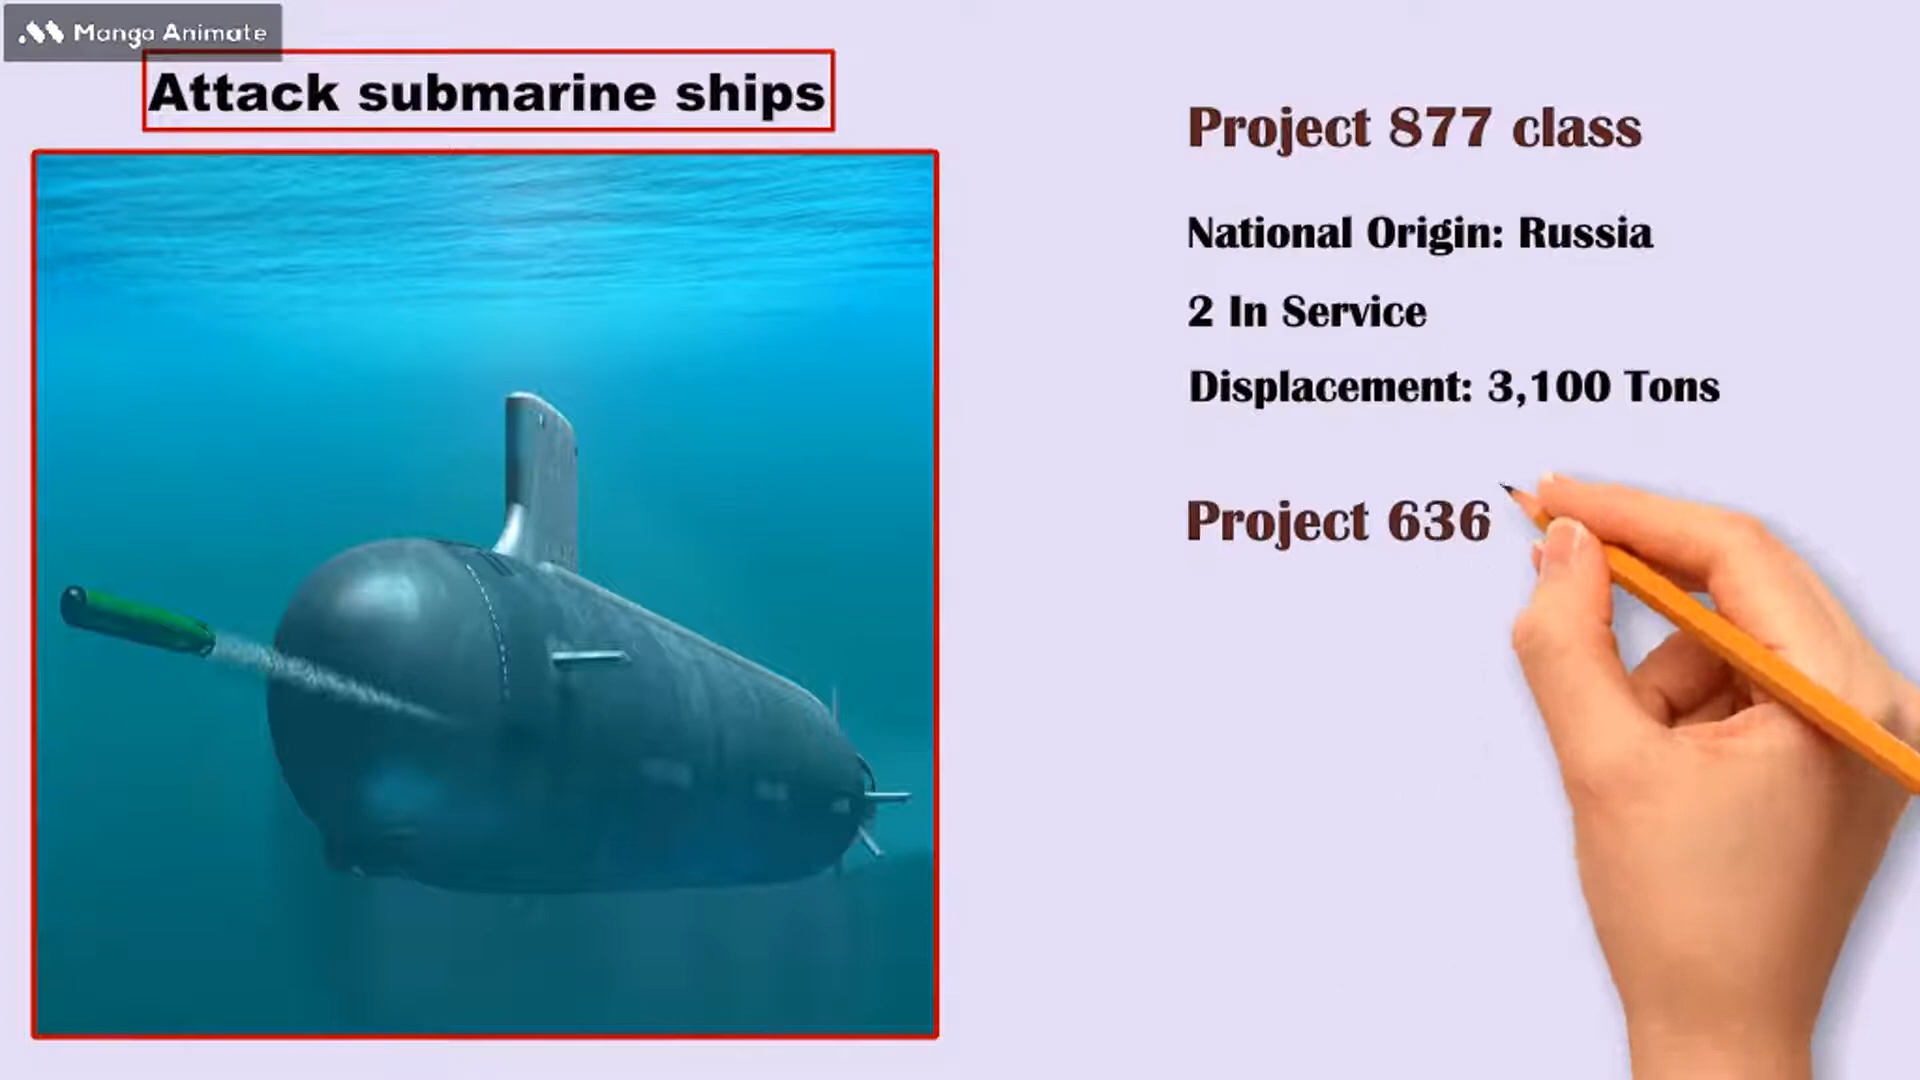 Manga Animate
Attack submarine ships
Project 877 class
National Origin: Russia
2 In Service
Displacement: 3,100 Tons
Project 636